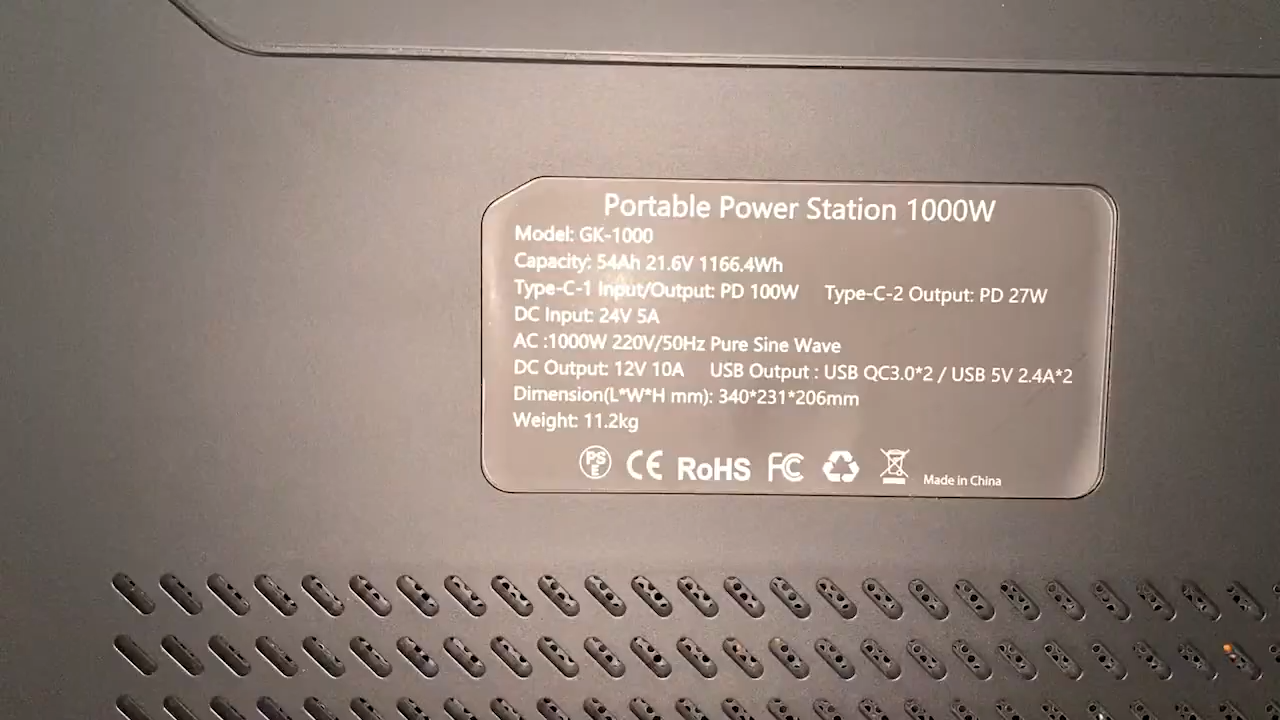 Portable Power Station 1000W
Model: GK-1000
Capacity: 54Ah 21.6V 1166.4Wh
Type-C-1 Input/Output: PD 100W Type-C-2 Output: PD 27W
DC Input: 24V 5A
AC :1000W 220V/50Hz Pure Sine Wave
DC Output: 12V 10A USB Output : USB QC3.0*2 / USB 5V 2.4A*2
Dimension(L*W*H mm): 340*231*206mm
Weight: 11.2kg
PSE CE RoHS FC Made in China